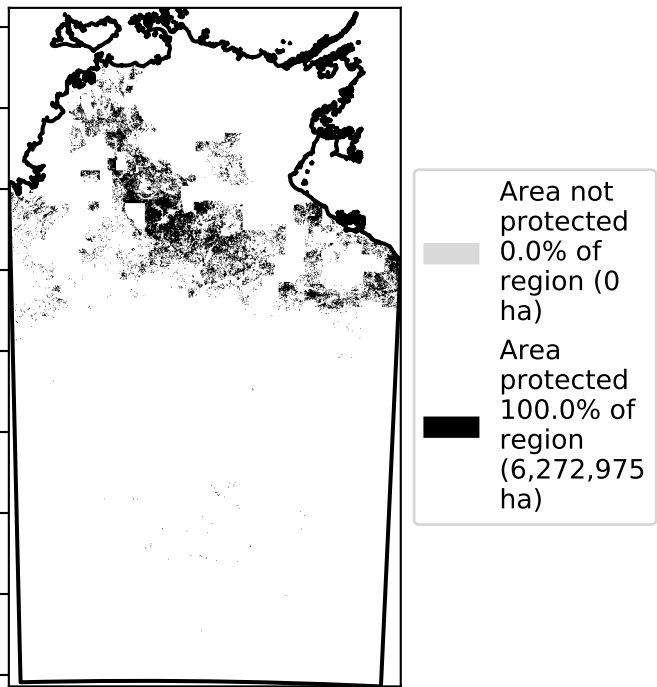 Area not
protected
0.0% of
region (0
ha)
Area
protected
100.0% of
region
(6,272,975
ha)